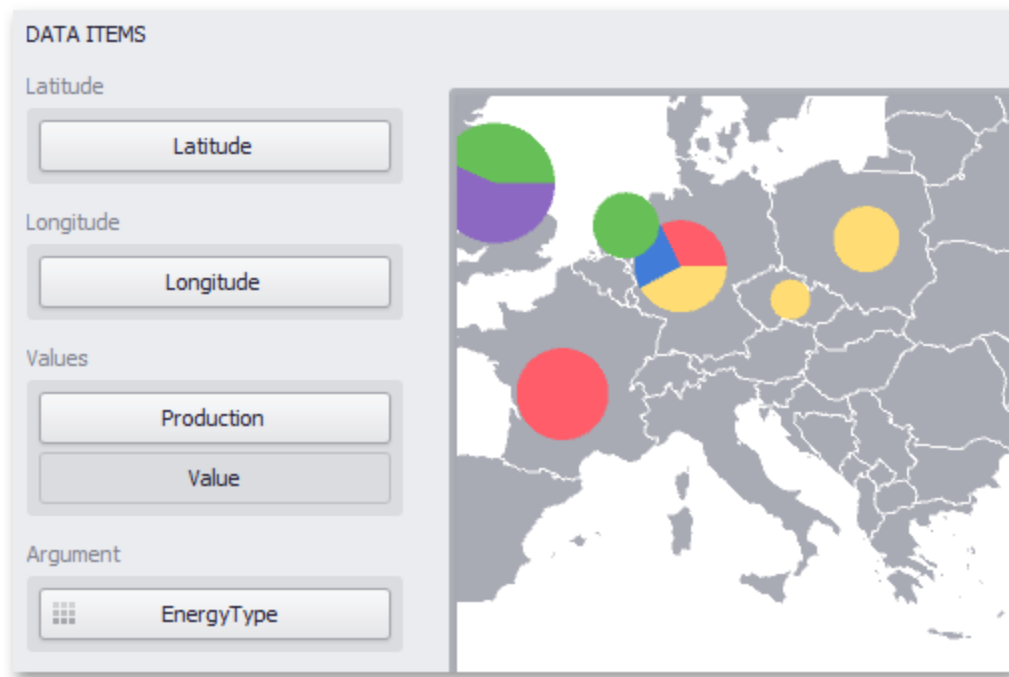 DATA ITEMS
Latitude
Latitude
Longitude
Longitude
Values
Production
Value
Argument
EnergyType